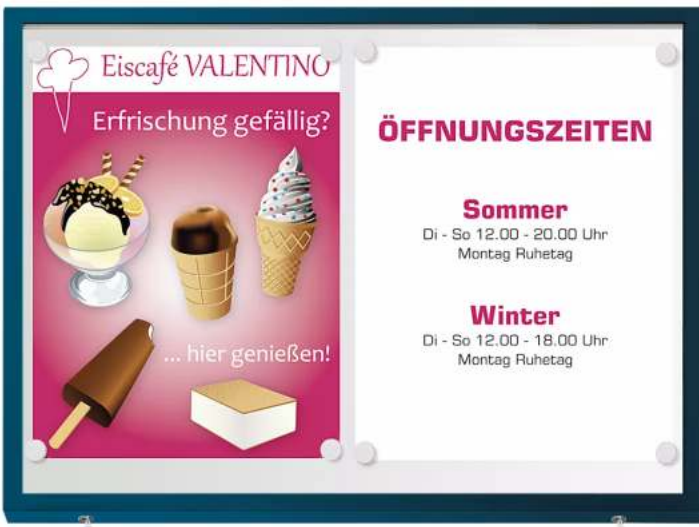 Eiscafé VALENTINO
Erfrischung gefällig?
... hier genießen!
ÖFFNUNGSZEITEN
Sommer
Di - So 12.00 - 20.00 Uhr
Montag Ruhetag
Winter
Di - So 12.00 - 18.00 Uhr
Montag Ruhetag